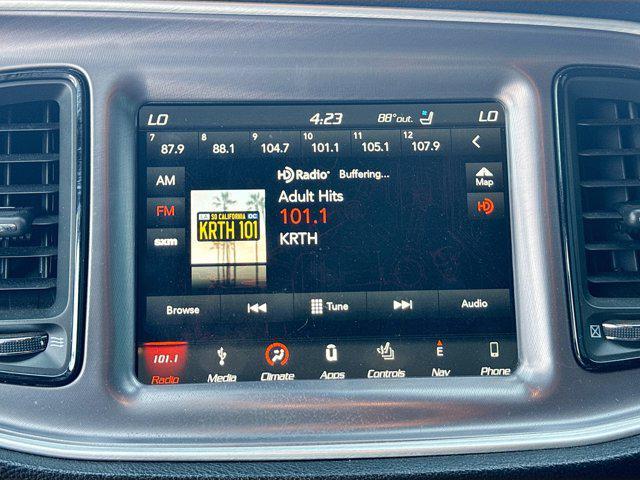 LO 4:23 88°out. LO
7 87.9 8 88.1 9 104.7 10 101.1 11 105.1 12 107.9
AM HD Radio Buffering... Map
Adult Hits
FM 101.1 HD
SO CALIFORNIA
KRTH 101
sxm KRTH
Browse Tune Audio
101.1 E
Radio Media Climate Apps Controls Nav Phone